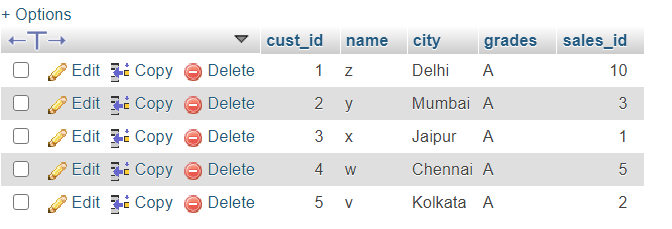 + Options
←T→ cust_id name city grades sales_id
Edit Copy Delete 1 z Delhi A 10
Edit Copy Delete 2 y Mumbai A 3
Edit Copy Delete 3 x Jaipur A 1
Edit Copy Delete 4 w Chennai A 5
Edit Copy Delete 5 v Kolkata A 2